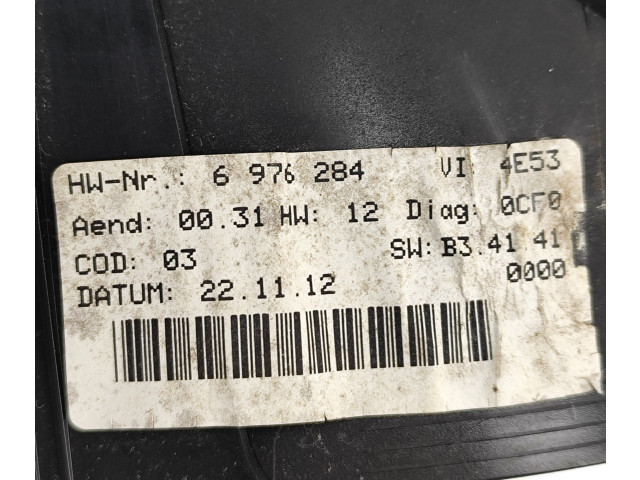 HW-Nr.: 6 976 284 VI: 4E53
Aend: 00.31 HW: 12 Diag: 0CF0
COD: 03 SW: B3.41 41
DATUM: 22.11.12 0000